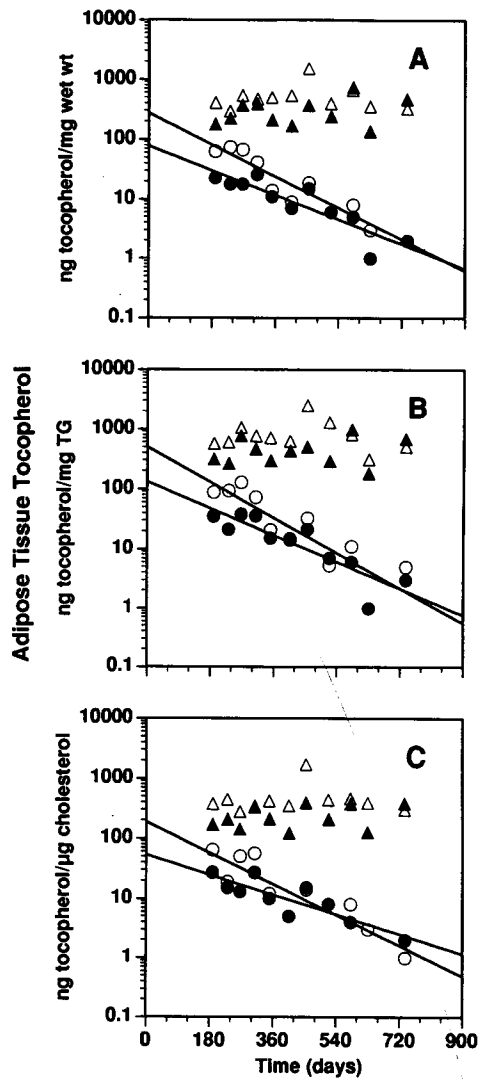 Adipose Tissue Tocopherol
A
ng tocopherol/mg wet wt
10000
1000
100
10
1
0.1
B
ng tocopherol/mg TG
10000
1000
100
10
1
0.1
C
ng tocopherol/µg cholesterol
10000
1000
100
10
1
0.1
0 180 360 540 720 900
Time (days)